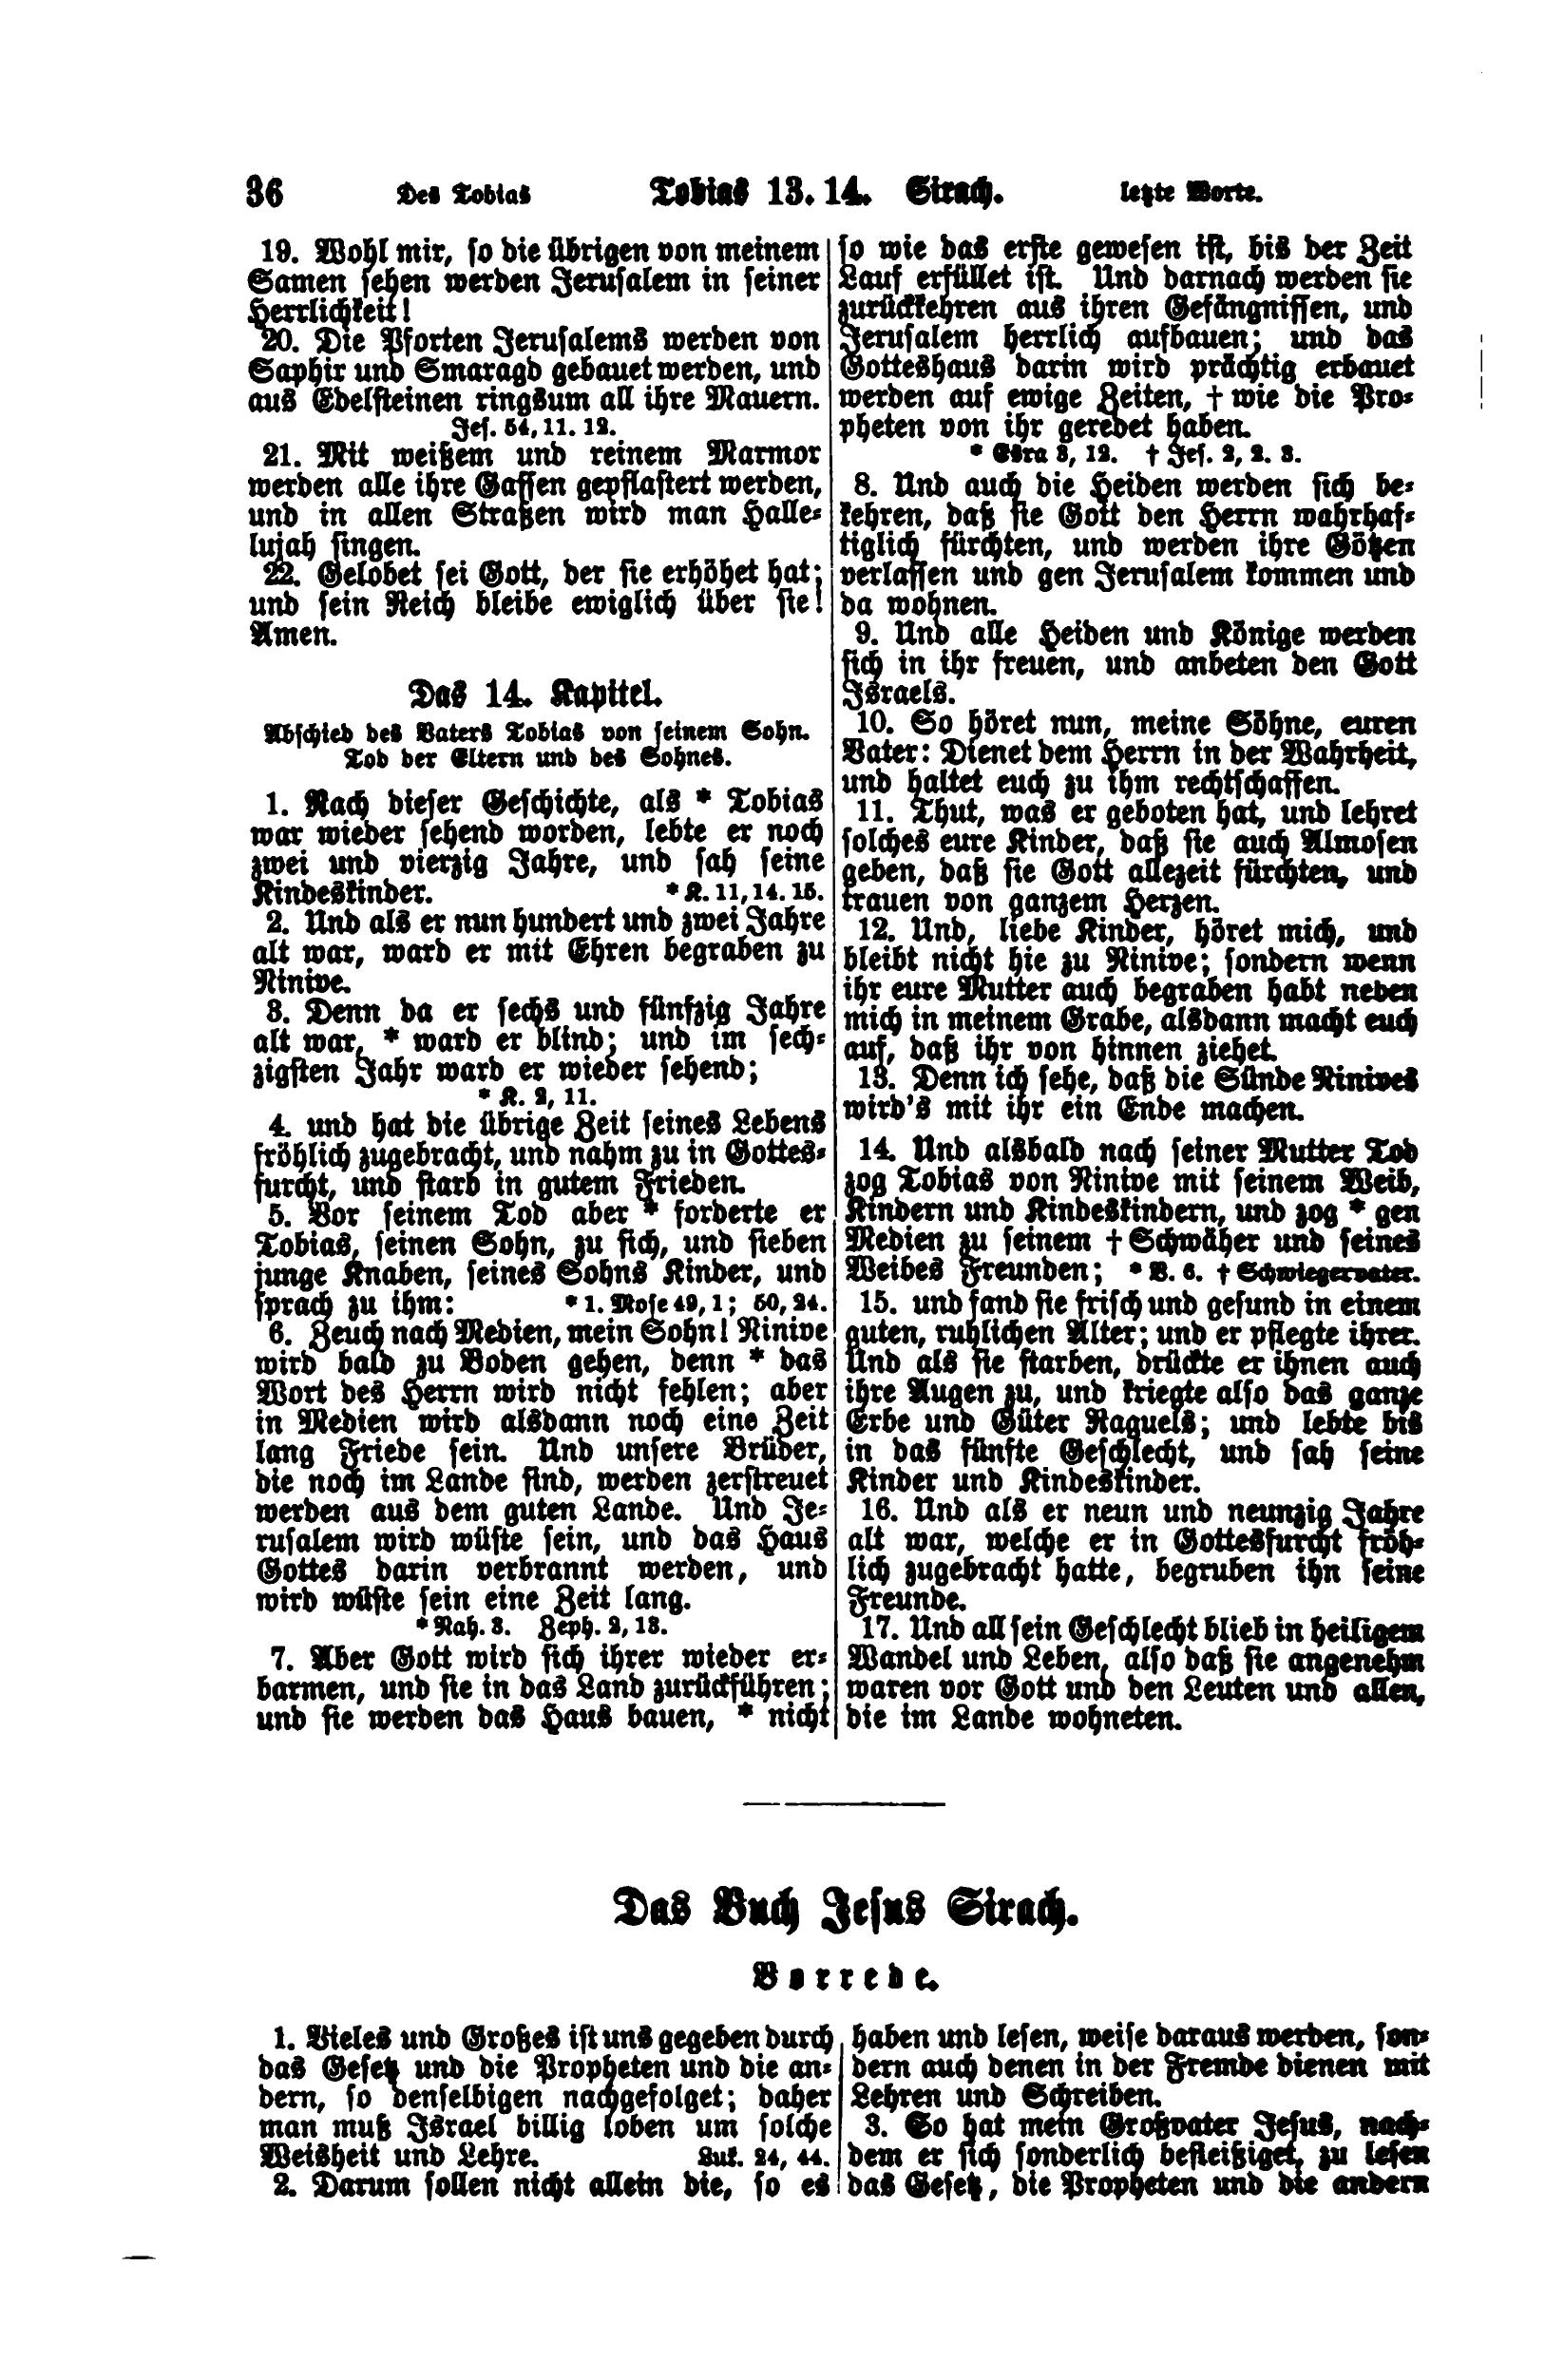 36 Des Tobias Tobias 13. 14. Sirach. letzte Worte.
19. Wohl mir, so die übrigen von meinem
Samen sehen werden Jerusalem in seiner
Herrlichkeit!
20. Die Pforten Jerusalems werden von
Saphir und Smaragd gebauet werden, und
aus Edelsteinen ringsum all ihre Mauern.
Jes. 54, 11. 12.
21. Mit weißem und reinem Marmor
werden alle ihre Gassen gepflastert werden,
und in allen Straßen wird man Halle-
lujah singen.
22. Gelobet sei Gott, der sie erhöhet hat;
und sein Reich bleibe ewiglich über sie!
Amen.
Das 14. Kapitel.
Abschied des Vaters Tobias von seinem Sohn.
Tod der Eltern und des Sohnes.
1. Nach dieser Geschichte, als * Tobias
war wieder sehend worden, lebte er noch
zwei und vierzig Jahre, und sah seine
Kindeskinder. * K. 11, 14. 15.
2. Und als er nun hundert und zwei Jahre
alt war, ward er mit Ehren begraben zu
Ninive.
3. Denn da er sechs und fünfzig Jahre
alt war, * ward er blind; und im sech-
zigsten Jahr ward er wieder sehend;
* K. 2, 11.
4. und hat die übrige Zeit seines Lebens
fröhlich zugebracht, und nahm zu in Gottes-
furcht, und starb in gutem Frieden.
5. Vor seinem Tod aber * forderte er
Tobias, seinen Sohn, zu sich, und sieben
junge Knaben, seines Sohns Kinder, und
sprach zu ihm: * 1. Mose 49, 1; 50, 24.
6. Zeuch nach Medien, mein Sohn! Ninive
wird bald zu Boden gehen, denn * das
Wort des Herrn wird nicht fehlen; aber
in Medien wird alsdann noch eine Zeit
lang Friede sein. Und unsere Brüder,
die noch im Lande sind, werden zerstreuet
werden aus dem guten Lande. Und Je-
rusalem wird wüste sein, und das Haus
Gottes darin verbrannt werden, und
wird wüste sein eine Zeit lang.
* Nah. 3. Zeph. 2, 13.
7. Aber Gott wird sich ihrer wieder er-
barmen, und sie in das Land zurückführen;
und sie werden das Haus bauen, * nicht
so wie das erste gewesen ist, bis der Zeit
Lauf erfüllet ist. Und darnach werden sie
zurückkehren aus ihren Gefängnissen, und
Jerusalem herrlich aufbauen; und das
Gotteshaus darin wird prächtig erbauet
werden auf ewige Zeiten, † wie die Pro-
pheten von ihr geredet haben.
* Esra 3, 12. † Jes. 2, 2. 3.
8. Und auch die Heiden werden sich be-
kehren, daß sie Gott den Herrn wahrhaf-
tiglich fürchten, und werden ihre Götzen
verlassen und gen Jerusalem kommen und
da wohnen.
9. Und alle Heiden und Könige werden
sich in ihr freuen, und anbeten den Gott
Israels.
10. So höret nun, meine Söhne, euren
Vater: Dienet dem Herrn in der Wahrheit,
und haltet euch zu ihm rechtschaffen.
11. Thut, was er geboten hat, und lehret
solches eure Kinder, daß sie auch Almosen
geben, daß sie Gott allezeit fürchten, und
trauen von ganzem Herzen.
12. Und, liebe Kinder, höret mich, und
bleibt nicht hie zu Ninive; sondern wenn
ihr eure Mutter auch begraben habt neben
mich in meinem Grabe, alsdann macht euch
auf, daß ihr von hinnen ziehet.
13. Denn ich sehe, daß die Sünde Ninives
wird's mit ihr ein Ende machen.
14. Und alsbald nach seiner Mutter Tod
zog Tobias von Ninive mit seinem Weib,
Kindern und Kindeskindern, und zog * gen
Medien zu seinem † Schwäher und seines
Weibes Freunden; * V. 6. † Schwiegervater.
15. und fand sie frisch und gesund in einem
guten, ruhlichen Alter; und er pflegte ihrer.
Und als sie starben, drückte er ihnen auch
ihre Augen zu, und kriegte also das ganze
Erbe und Güter Raguels; und lebte bis
in das fünfte Geschlecht, und sah seine
Kinder und Kindeskinder.
16. Und als er neun und neunzig Jahre
alt war, welche er in Gottesfurcht fröh-
lich zugebracht hatte, begruben ihn seine
Freunde.
17. Und all sein Geschlecht blieb in heiligem
Wandel und Leben, also daß sie angenehm
waren vor Gott und den Leuten und allen,
die im Lande wohneten.
Das Buch Jesus Sirach.
Vorrede.
1. Vieles und Großes ist uns gegeben durch
das Gesetz und die Propheten und die an-
dern, so denselbigen nachgefolget; daher
man muß Israel billig loben um solche
Weisheit und Lehre. Luk. 24, 44.
2. Darum sollen nicht allein die, so es
haben und lesen, weise daraus werden, son-
dern auch denen in der Fremde dienen mit
Lehren und Schreiben.
3. So hat mein Großvater Jesus, nach-
dem er sich sonderlich befleißiget, zu lesen
das Gesetz, die Propheten und die andern